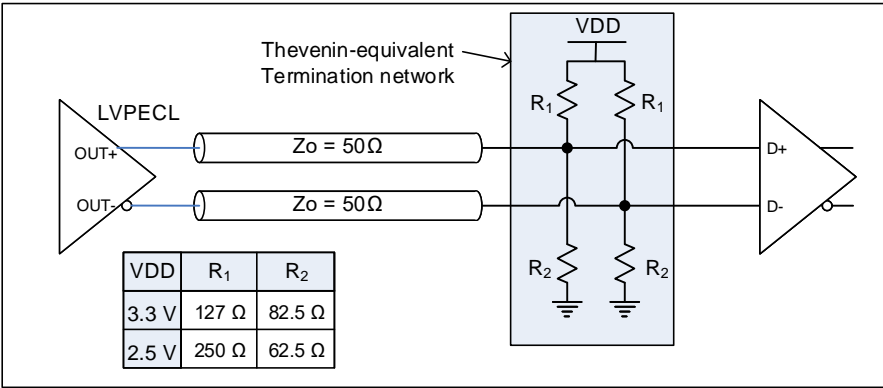 VDD
Thevenin-equivalent
Termination network
R₁ R₁
LVPECL
OUT+ Zo = 50Ω D+
OUT- Zo = 50Ω D-
R₂ R₂
VDD R₁ R₂
3.3 V 127 Ω 82.5 Ω
2.5 V 250 Ω 62.5 Ω